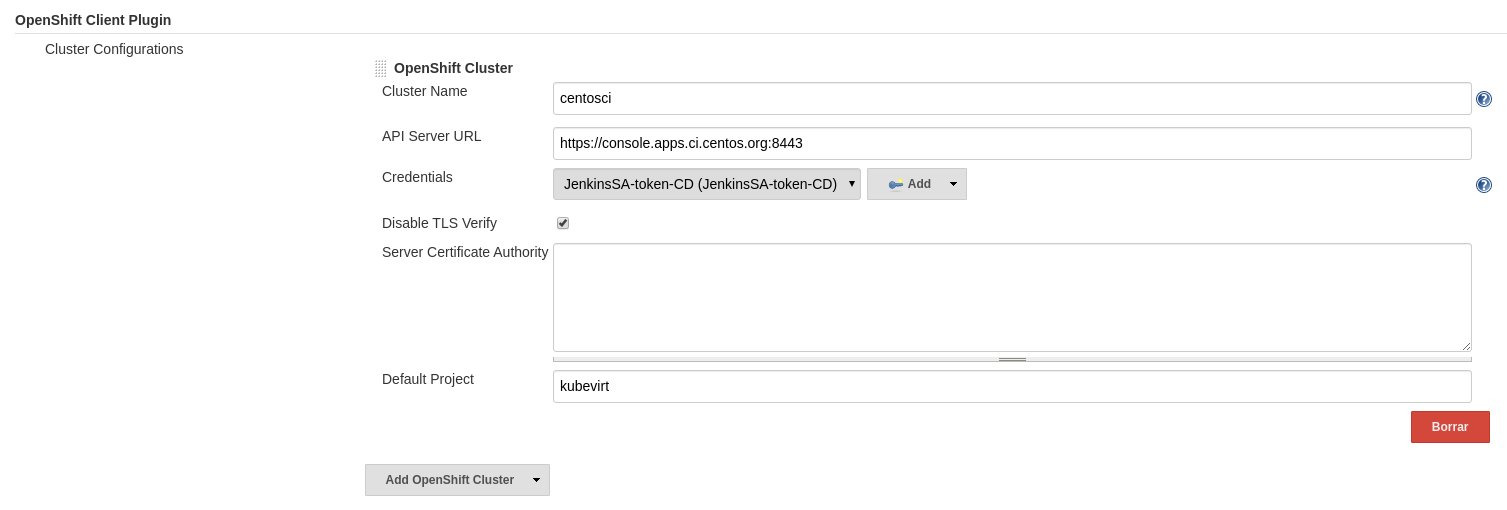 OpenShift Client Plugin
Cluster Configurations
OpenShift Cluster
Cluster Name
centosci
API Server URL
https://console.apps.ci.centos.org:8443
Credentials
JenkinsSA-token-CD (JenkinsSA-token-CD)
Add
Disable TLS Verify
Server Certificate Authority
Default Project
kubevirt
Borrar
Add OpenShift Cluster